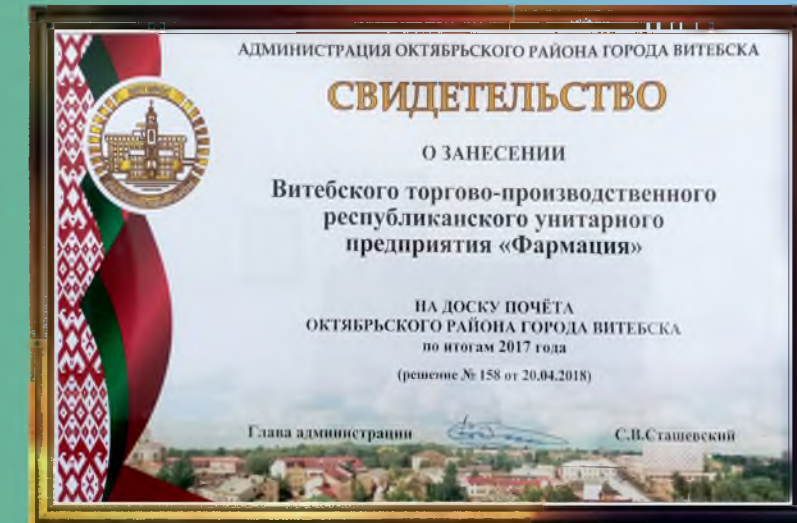 АДМИНИСТРАЦИЯ ОКТЯБРЬСКОГО РАЙОНА ГОРОДА ВИТЕБСКА
СВИДЕТЕЛЬСТВО
О ЗАНЕСЕНИИ
Витебского торгово-производственного
республиканского унитарного
предприятия «Фармация»
НА ДОСКУ ПОЧЁТА
ОКТЯБРЬСКОГО РАЙОНА ГОРОДА ВИТЕБСКА
по итогам 2017 года
(решение № 158 от 20.04.2018)
Глава администрации С.В.Сташевский